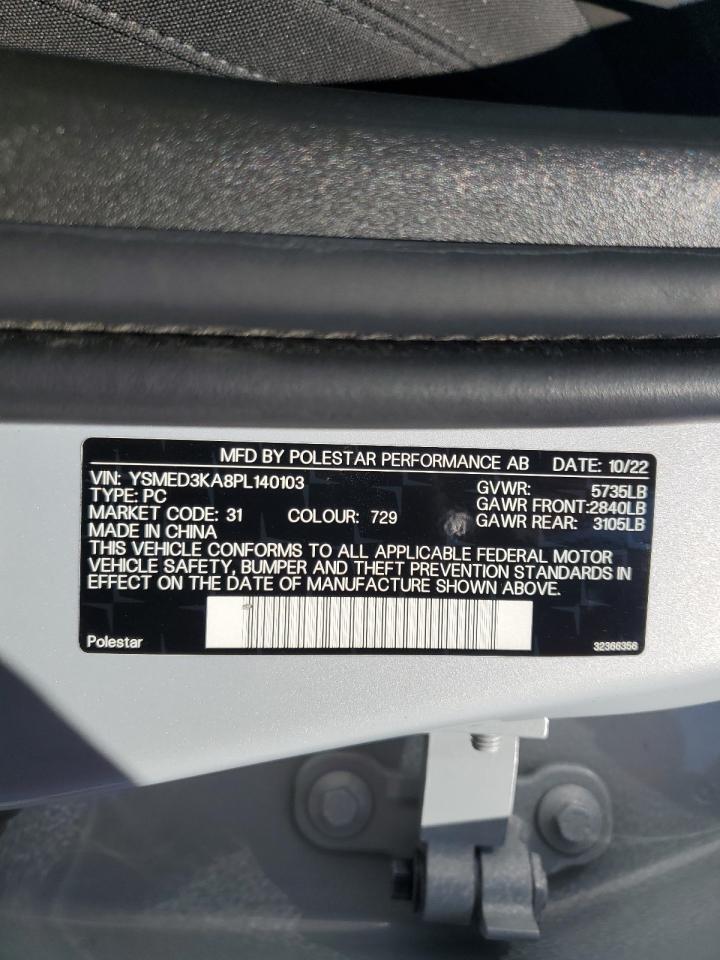 MFD BY POLESTAR PERFORMANCE AB DATE: 10/22
VIN: YSMED3KA8PL140103
TYPE: PC
MARKET CODE: 31 COLOUR: 729
MADE IN CHINA
GVWR: 5735LB
GAWR FRONT:2840LB
GAWR REAR: 3105LB
THIS VEHICLE CONFORMS TO ALL APPLICABLE FEDERAL MOTOR
VEHICLE SAFETY, BUMPER AND THEFT PREVENTION STANDARDS IN
EFFECT ON THE DATE OF MANUFACTURE SHOWN ABOVE.
Polestar
32366356